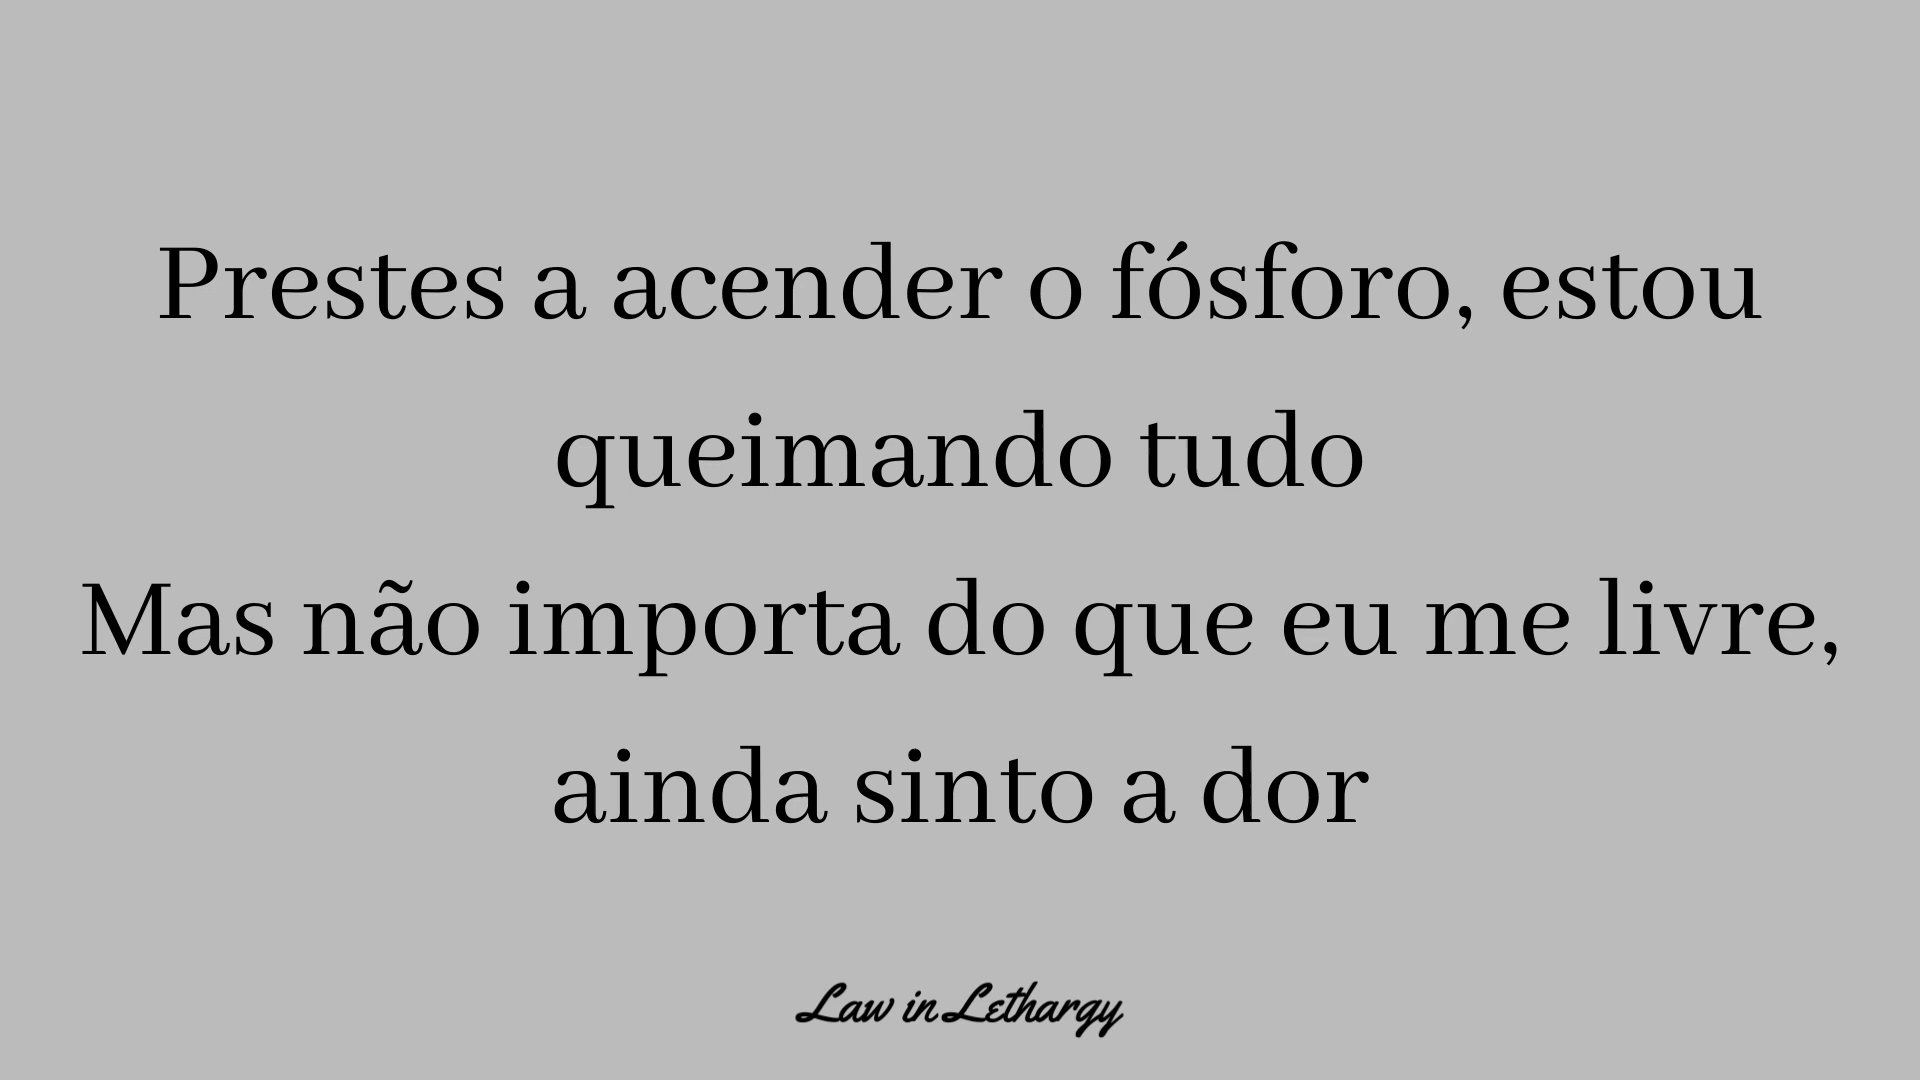 Prestes a acender o fósforo, estou
queimando tudo
Mas não importa do que eu me livre,
ainda sinto a dor
Law in Lethargy